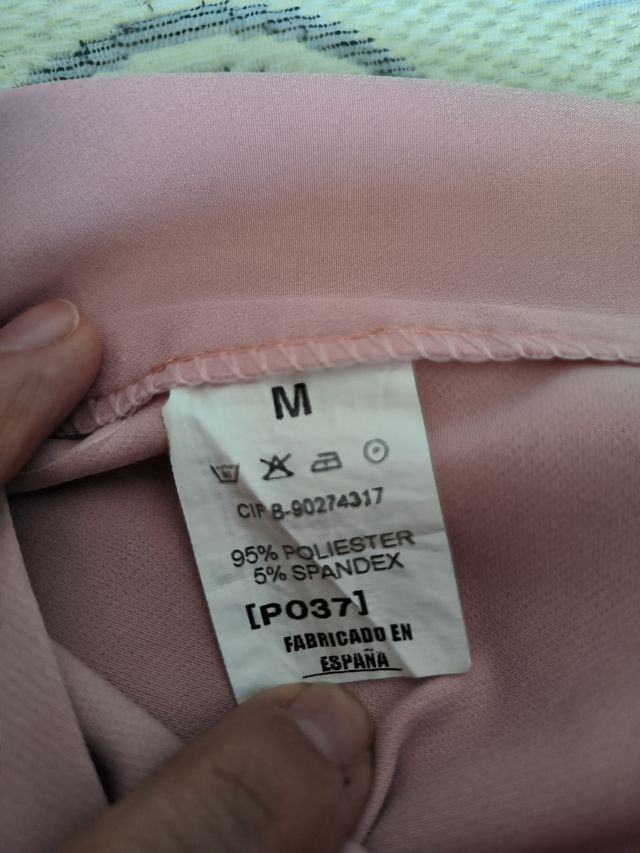 M
CIF B-90274317
95% POLIESTER
5% SPANDEX
[P037]
FABRICADO EN
ESPAÑA